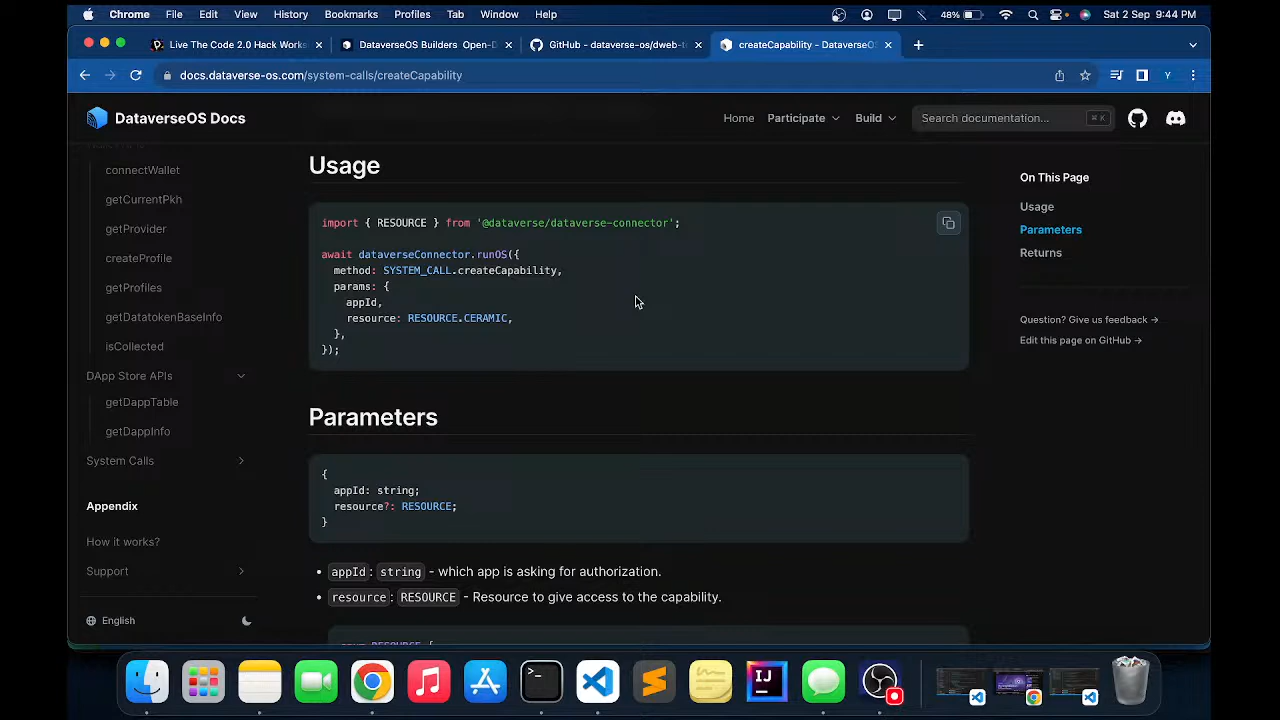 Chrome File Edit View History Bookmarks Profiles Tab Window Help 48% Sat 2 Sep 9:44 PM
Live The Code 2.0 Hack Works
DataverseOS Builders Open-D
GitHub - dataverse-os/dweb-t
createCapability - DataverseOS
docs.dataverse-os.com/system-calls/createCapability
Y
DataverseOS Docs
Home Participate Build Search documentation... ⌘ K
connectWallet
getCurrentPkh
getProvider
createProfile
getProfiles
getDatatokenBaseInfo
isCollected
DApp Store APIs
getDappTable
getDappInfo
System Calls
Appendix
How it works?
Support
English
Usage
import { RESOURCE } from '@dataverse/dataverse-connector';
await dataverseConnector.runOS({
method: SYSTEM_CALL.createCapability,
params: {
appId,
resource: RESOURCE.CERAMIC,
},
});
Parameters
{
appId: string;
resource?: RESOURCE;
}
• appId: string - which app is asking for authorization.
• resource: RESOURCE - Resource to give access to the capability.
On This Page
Usage
Parameters
Returns
Question? Give us feedback →
Edit this page on GitHub →